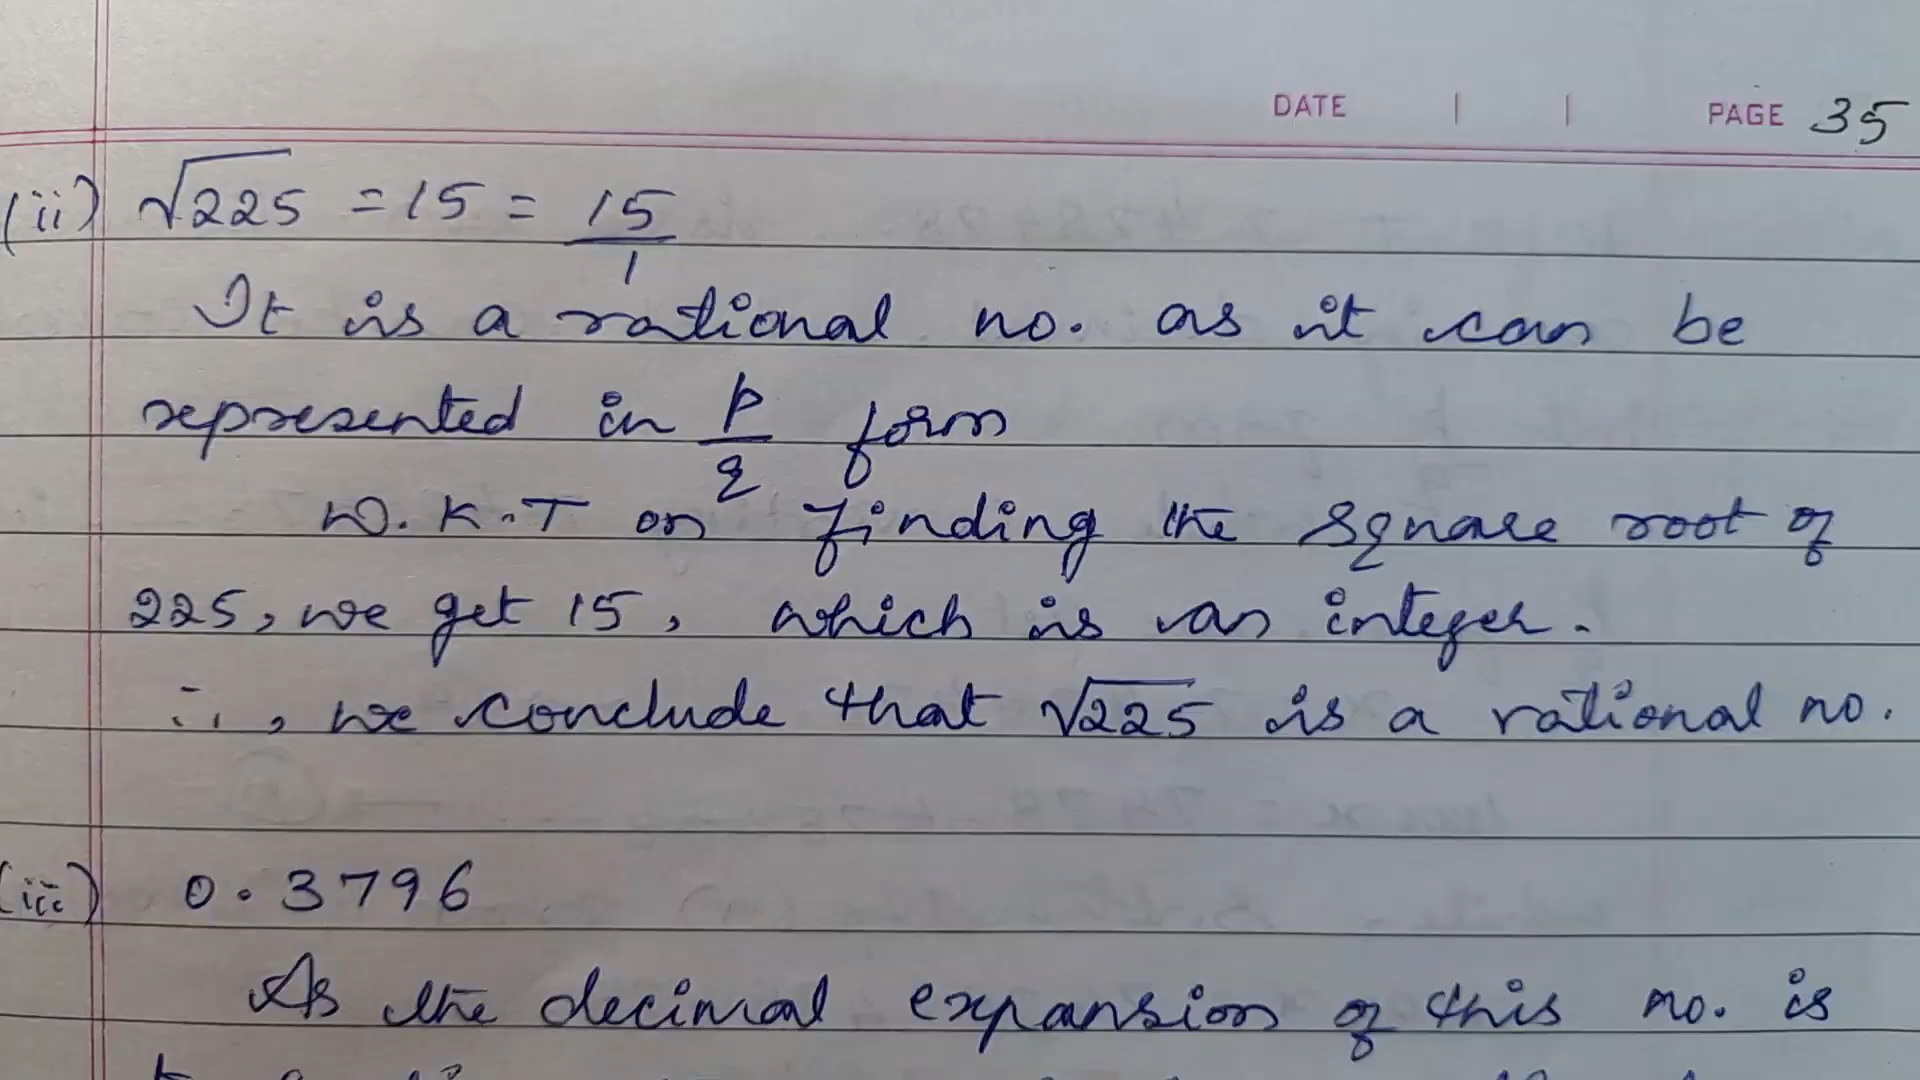 DATE | | PAGE 35
(ii) √225 = 15 = 15/1
It is a rational no. as it can be
represented in p/q form
W.K.T on finding the square root of
225, we get 15, which is an integer.
∴, we conclude that √225 is a rational no.
(iii) 0.3796
As the decimal expansion of this no. is